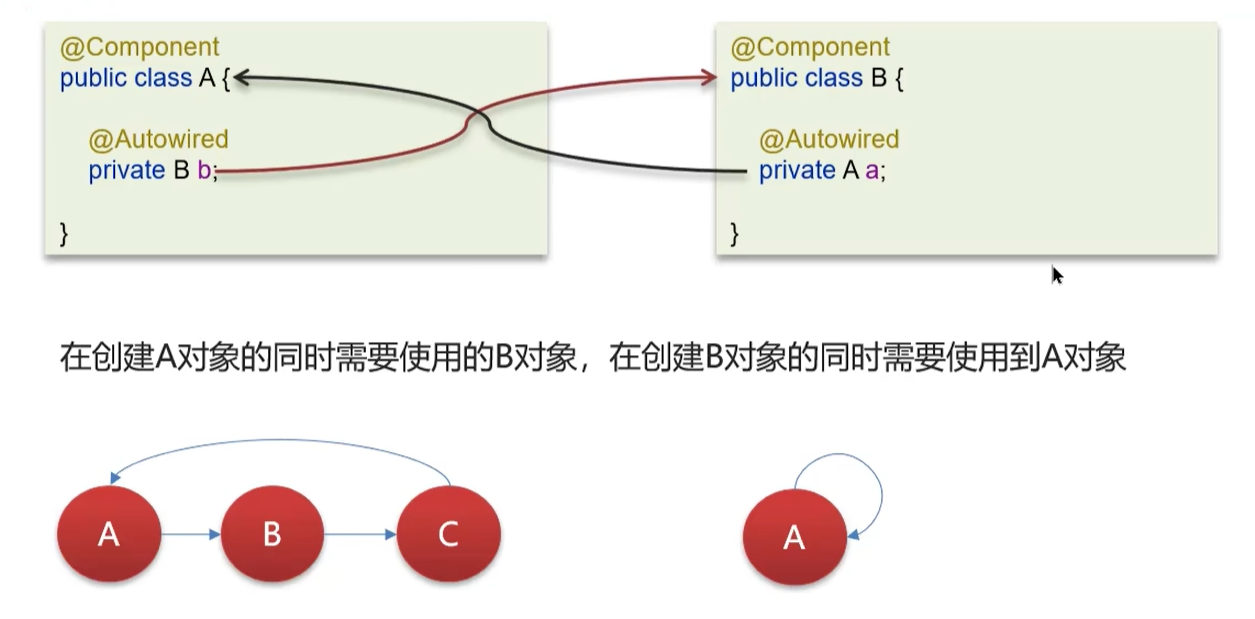 @Component
public class A {
@Autowired
private B b;
}
@Component
public class B {
@Autowired
private A a;
}
在创建A对象的同时需要使用的B对象，在创建B对象的同时需要使用到A对象
A
B
C
A